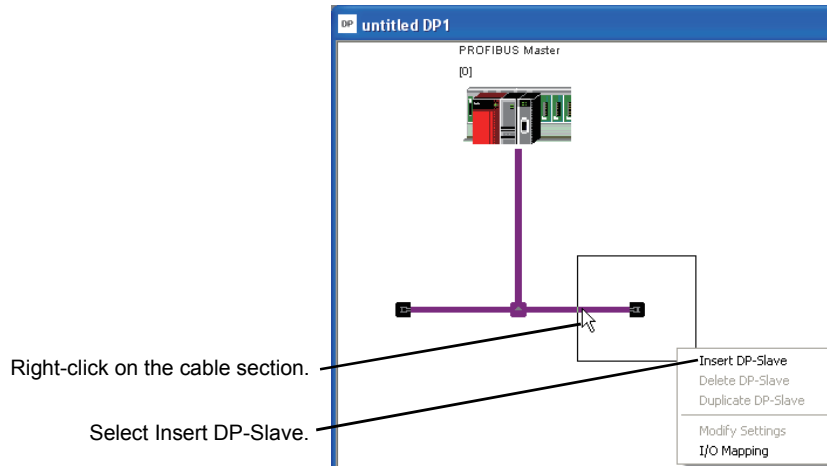 DP untitled DP1
PROFIBUS Master
[0]
Right-click on the cable section.
Select Insert DP-Slave.
Insert DP-Slave
Delete DP-Slave
Duplicate DP-Slave
Modify Settings
I/O Mapping